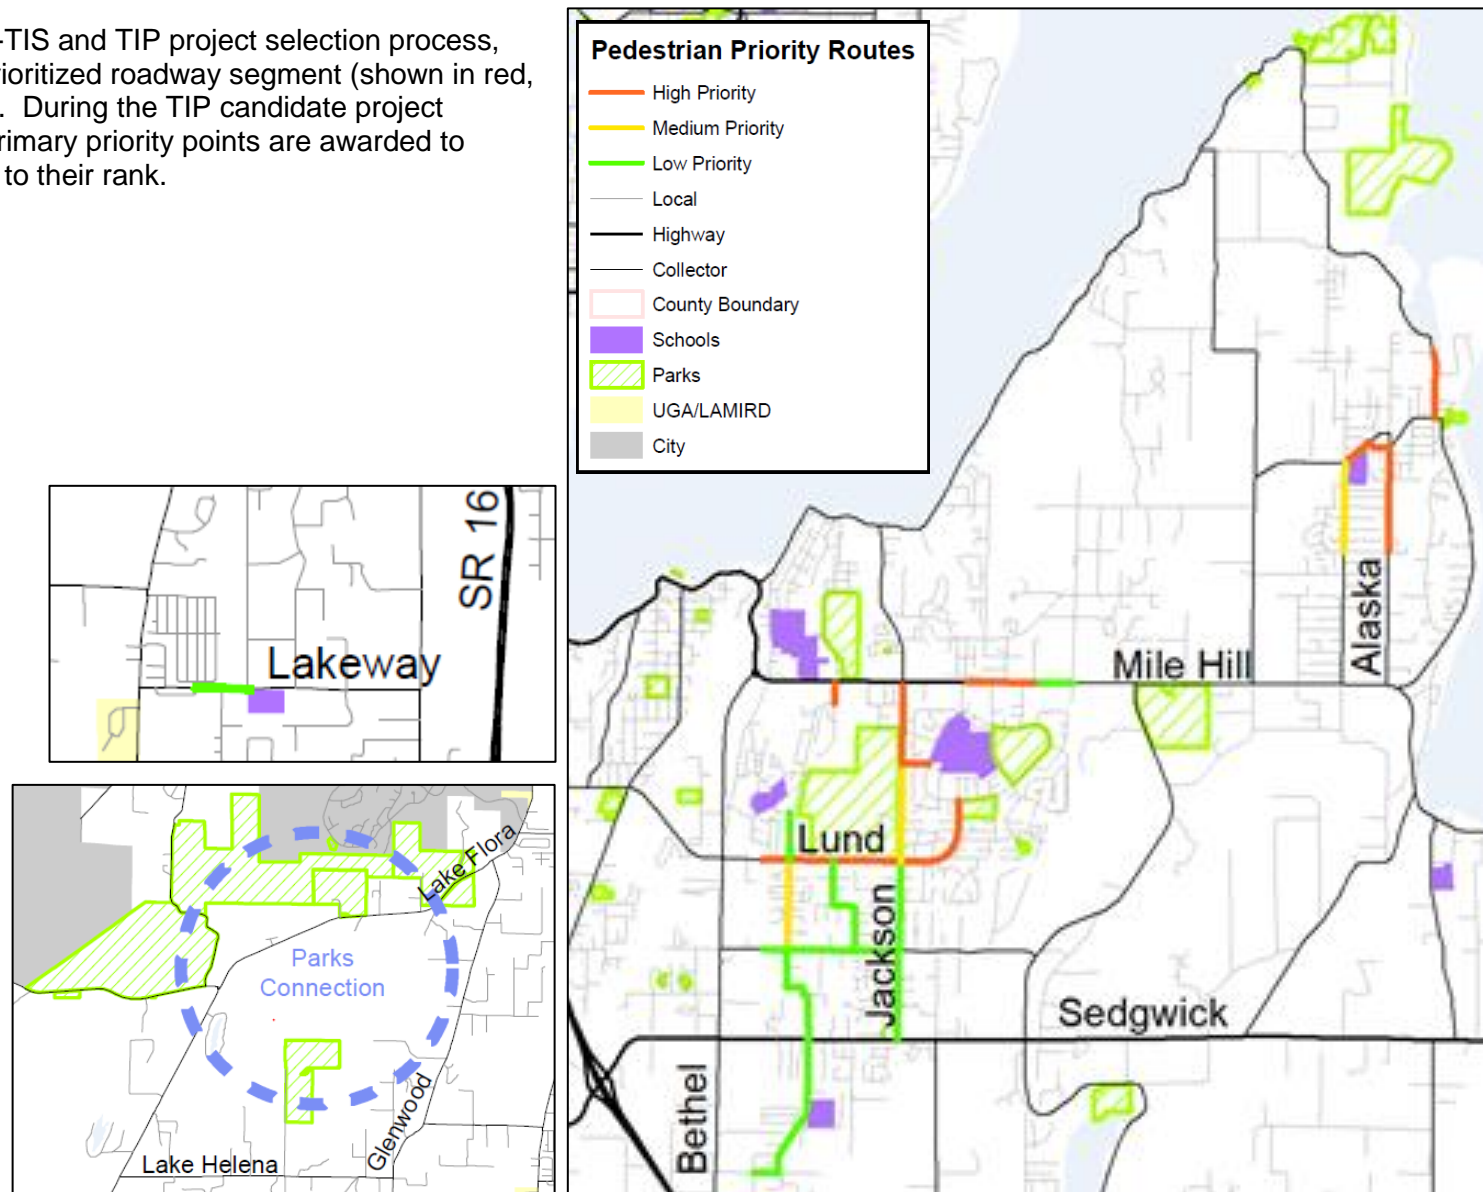 -TIS and TIP project selection process,
rioritized roadway segment (shown in red,
. During the TIP candidate project
rimary priority points are awarded to
to their rank.
Pedestrian Priority Routes
High Priority
Medium Priority
Low Priority
Local
Highway
Collector
County Boundary
Schools
Parks
UGA/LAMIRD
City
SR 16
Lakeway
Lake Flora
Parks
Connection
Glenwood
Lake Helena
Alaska
Mile Hill
Lund
Jackson
Sedgwick
Bethel